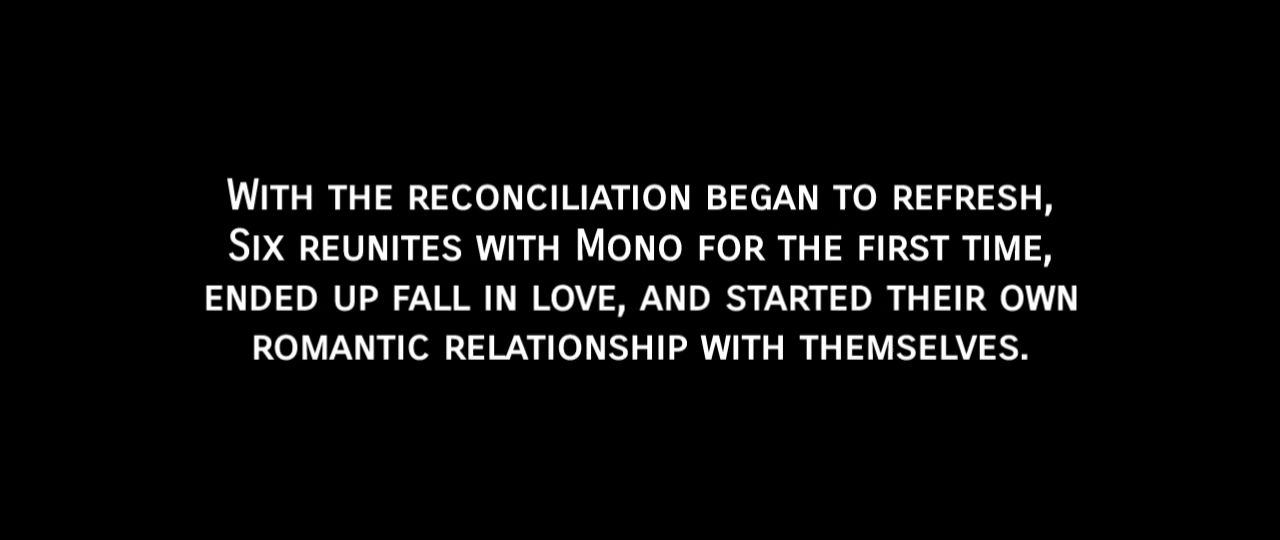 With the reconciliation began to refresh,
Six reunites with Mono for the first time,
ended up fall in love, and started their own
romantic relationship with themselves.